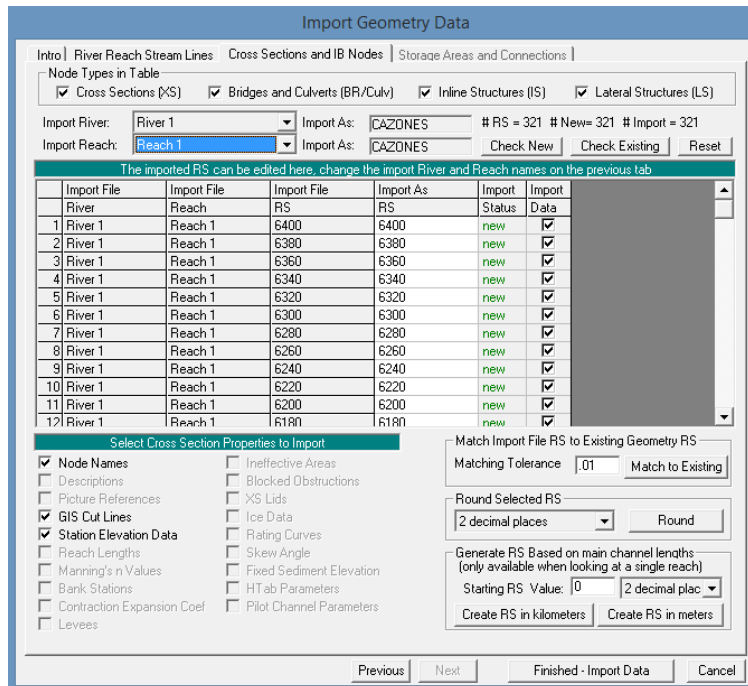 Import Geometry Data
Intro River Reach Stream Lines Cross Sections and IB Nodes Storage Areas and Connections
Node Types in Table
Cross Sections (XS) Bridges and Culverts (BR/Culv) Inline Structures (IS) Lateral Structures (LS)
Import River: River 1 Import As: CAZONES # RS = 321 # New= 321 # Import = 321
Import Reach: Reach 1 Import As: CAZONES Check New Check Existing Reset
The imported RS can be edited here, change the import River and Reach names on the previous tab
Import File Import File Import File Import As Import Import
River Reach RS RS Status Data
1 River 1 Reach 1 6400 6400 new
2 River 1 Reach 1 6380 6380 new
3 River 1 Reach 1 6360 6360 new
4 River 1 Reach 1 6340 6340 new
5 River 1 Reach 1 6320 6320 new
6 River 1 Reach 1 6300 6300 new
7 River 1 Reach 1 6280 6280 new
8 River 1 Reach 1 6260 6260 new
9 River 1 Reach 1 6240 6240 new
10 River 1 Reach 1 6220 6220 new
11 River 1 Reach 1 6200 6200 new
12 River 1 Reach 1 6180 6180 new
Select Cross Section Properties to Import
Node Names Ineffective Areas
Descriptions Blocked Obstructions
Picture References XS Lids
GIS Cut Lines Ice Data
Station Elevation Data Rating Curves
Reach Lengths Skew Angle
Manning's n Values Fixed Sediment Elevation
Bank Stations HTab Parameters
Contraction Expansion Coef Pilot Channel Parameters
Levees
Match Import File RS to Existing Geometry RS
Matching Tolerance .01 Match to Existing
Round Selected RS
2 decimal places Round
Generate RS Based on main channel lengths
(only available when looking at a single reach)
Starting RS Value: 0 2 decimal plac
Create RS in kilometers Create RS in meters
Previous Next Finished - Import Data Cancel